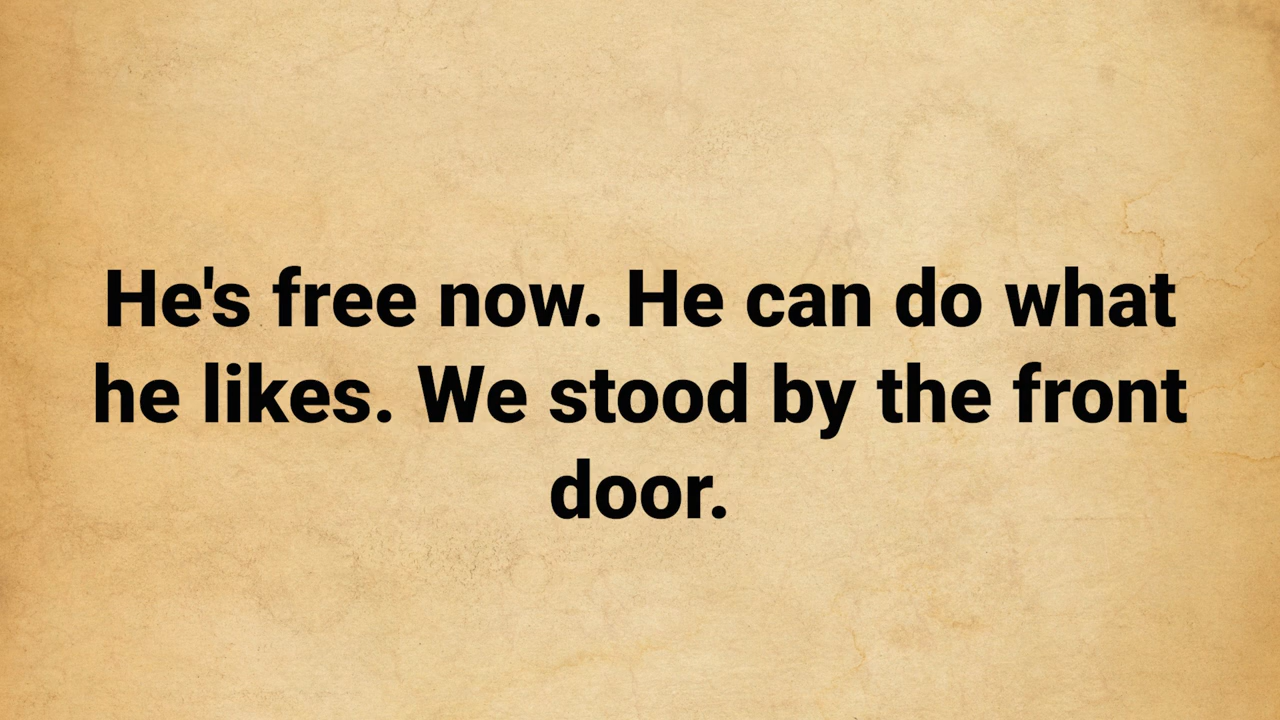 He's free now. He can do what
he likes. We stood by the front
door.